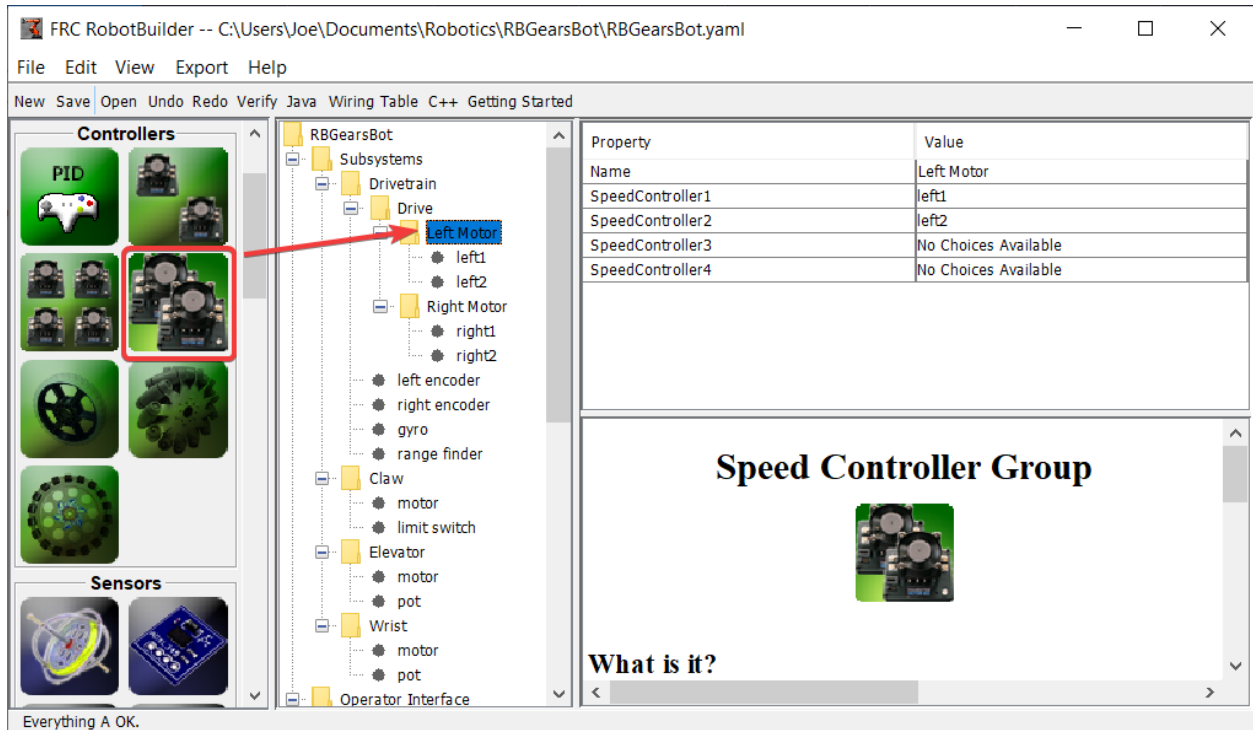 FRC RobotBuilder -- C:\Users\Joe\Documents\Robotics\RBGearsBot\RBGearsBot.yaml
File Edit View Export Help
New Save Open Undo Redo Verify Java Wiring Table C++ Getting Started
Controllers
PID
Sensors
RBGearsBot
Subsystems
Drivetrain
Drive
Left Motor
left1
left2
Right Motor
right1
right2
left encoder
right encoder
gyro
range finder
Claw
motor
limit switch
Elevator
motor
pot
Wrist
motor
pot
Operator Interface
Property Value
Name Left Motor
SpeedController1 left1
SpeedController2 left2
SpeedController3 No Choices Available
SpeedController4 No Choices Available
Speed Controller Group
What is it?
Everything A OK.